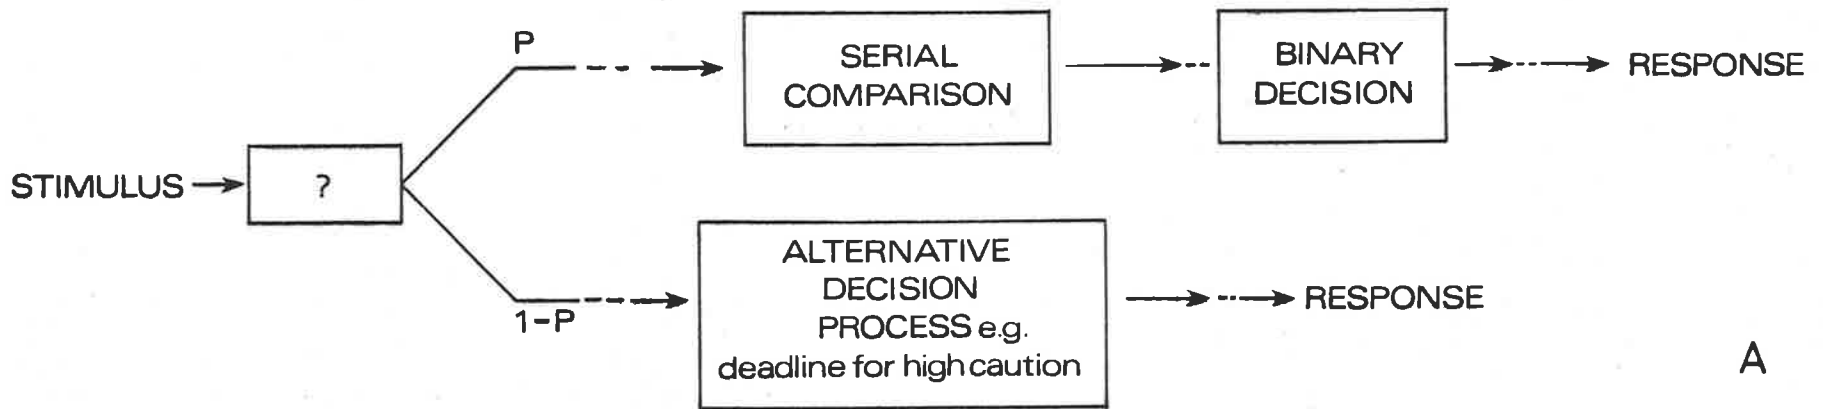 P
SERIAL
COMPARISON
BINARY
DECISION
RESPONSE
STIMULUS
?
1-P
ALTERNATIVE
DECISION
PROCESS e.g.
deadline for high caution
RESPONSE
A